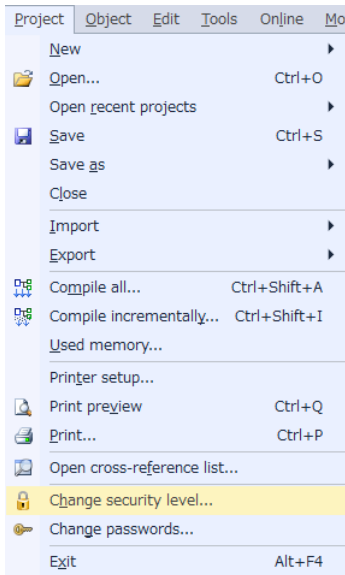 Project Object Edit Tools Online Mo
New
Open... Ctrl+O
Open recent projects
Save Ctrl+S
Save as
Close
Import
Export
Compile all... Ctrl+Shift+A
Compile incrementally... Ctrl+Shift+I
Used memory...
Printer setup...
Print preview Ctrl+Q
Print... Ctrl+P
Open cross-reference list...
Change security level...
Change passwords...
Exit Alt+F4